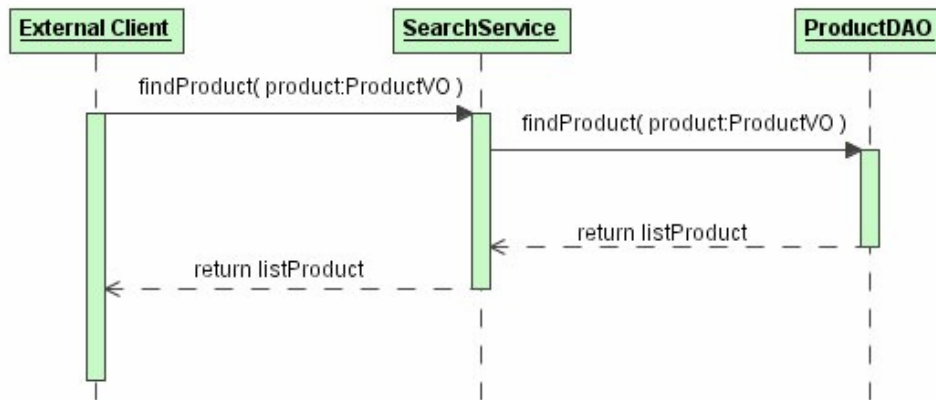 External Client
SearchService
ProductDAO
findProduct( product:ProductVO )
findProduct( product:ProductVO )
return listProduct
return listProduct